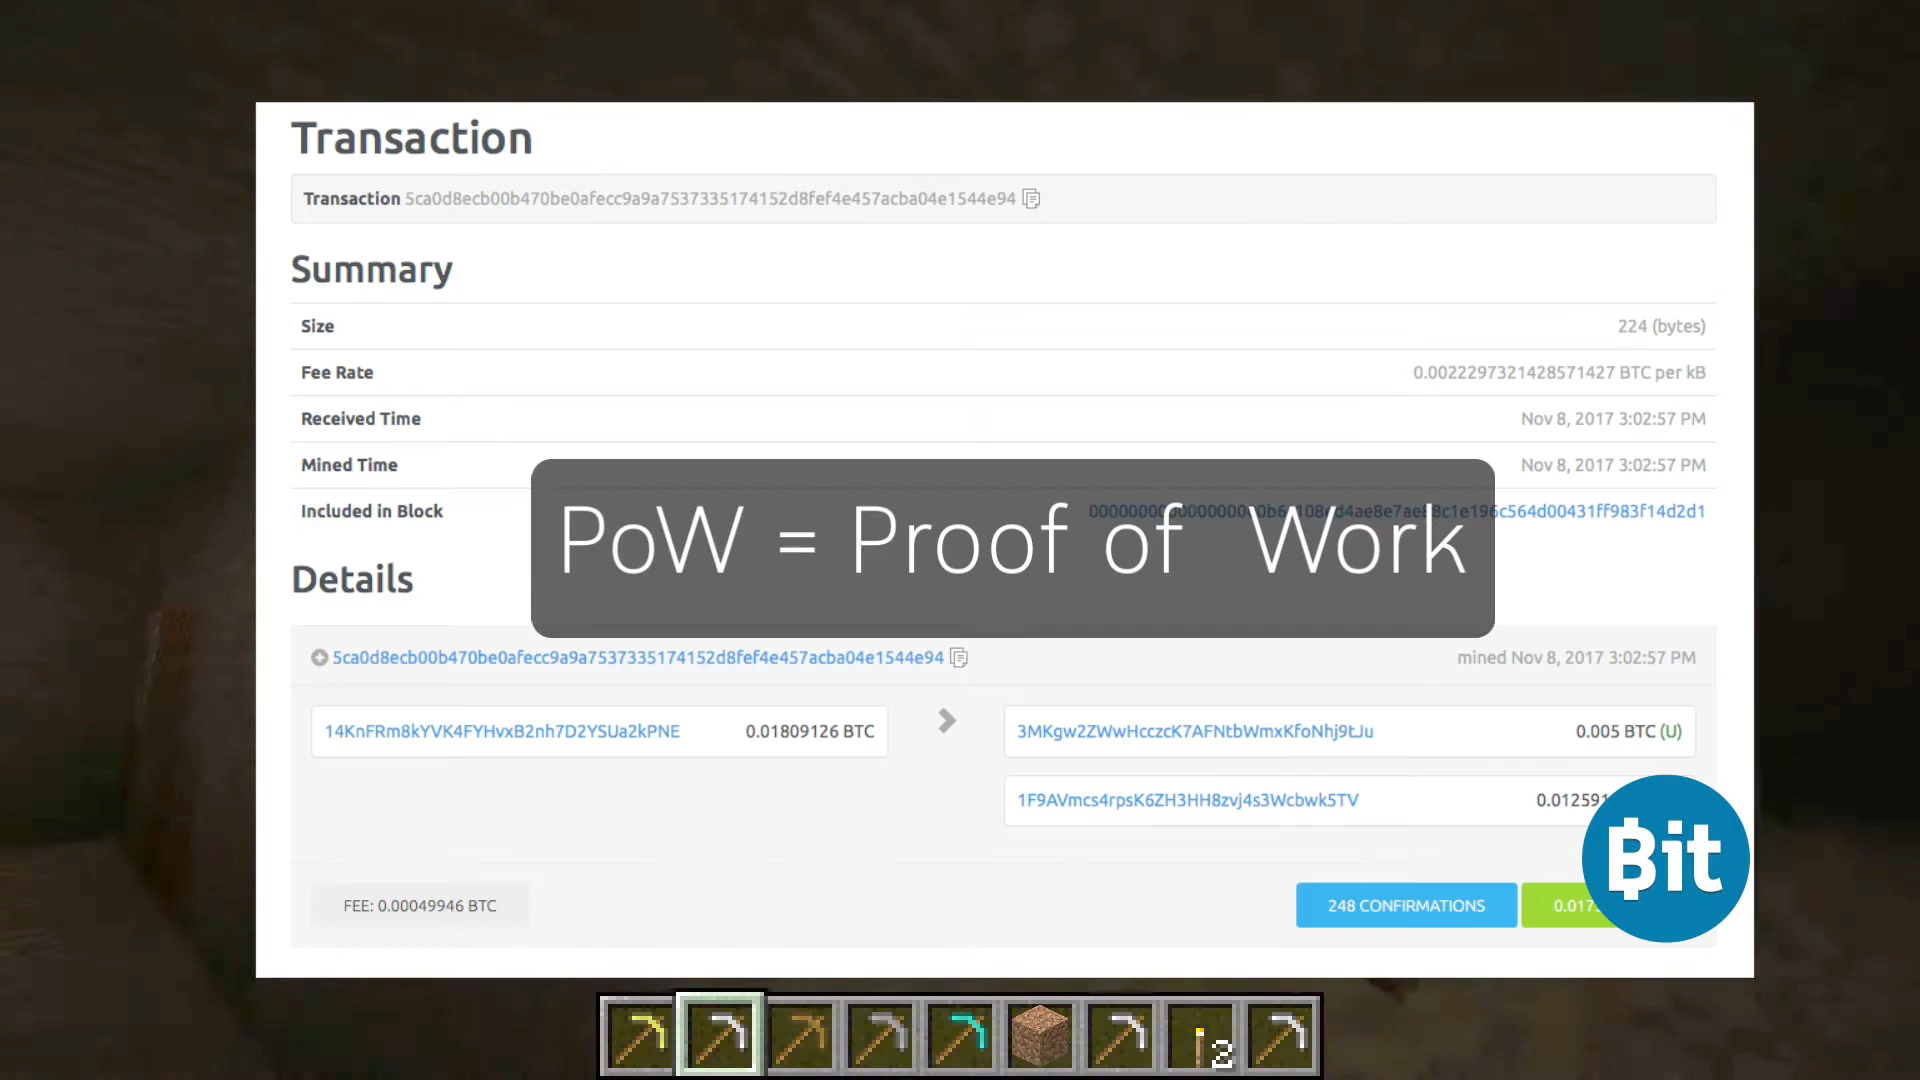 Transaction
Transaction 5ca0d8ecb00b470be0afecc9a9a7537335174152d8fef4e457acba04e1544e94
Summary
Size 224 (bytes)
Fee Rate 0.0022297321428571427 BTC per kB
Received Time Nov 8, 2017 3:02:57 PM
Mined Time Nov 8, 2017 3:02:57 PM
Included in Block
PoW = Proof of Work
Details
5ca0d8ecb00b470be0afecc9a9a7537335174152d8fef4e457acba04e1544e94 mined Nov 8, 2017 3:02:57 PM
14KnFRm8kYVK4FYHvxB2nh7D2YSUa2kPNE 0.01809126 BTC
3MKgw2ZWwHcczcK7AFNtbWmxKfoNhj9tJu 0.005 BTC (U)
1F9AVmcs4rpsK6ZH3HH8zvj4s3Wcbwk5TV
Bit
FEE: 0.00049946 BTC 248 CONFIRMATIONS
2